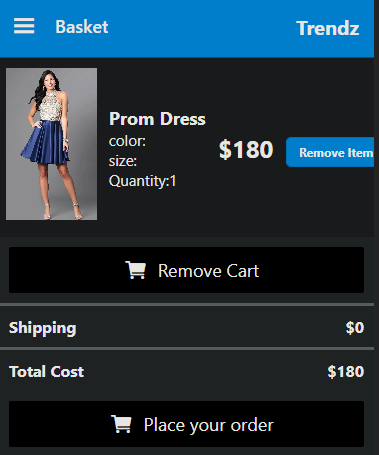 Basket
Trendz
Prom Dress
color:
size:
Quantity:1
$180
Remove Item
Remove Cart
Shipping $0
Total Cost $180
Place your order